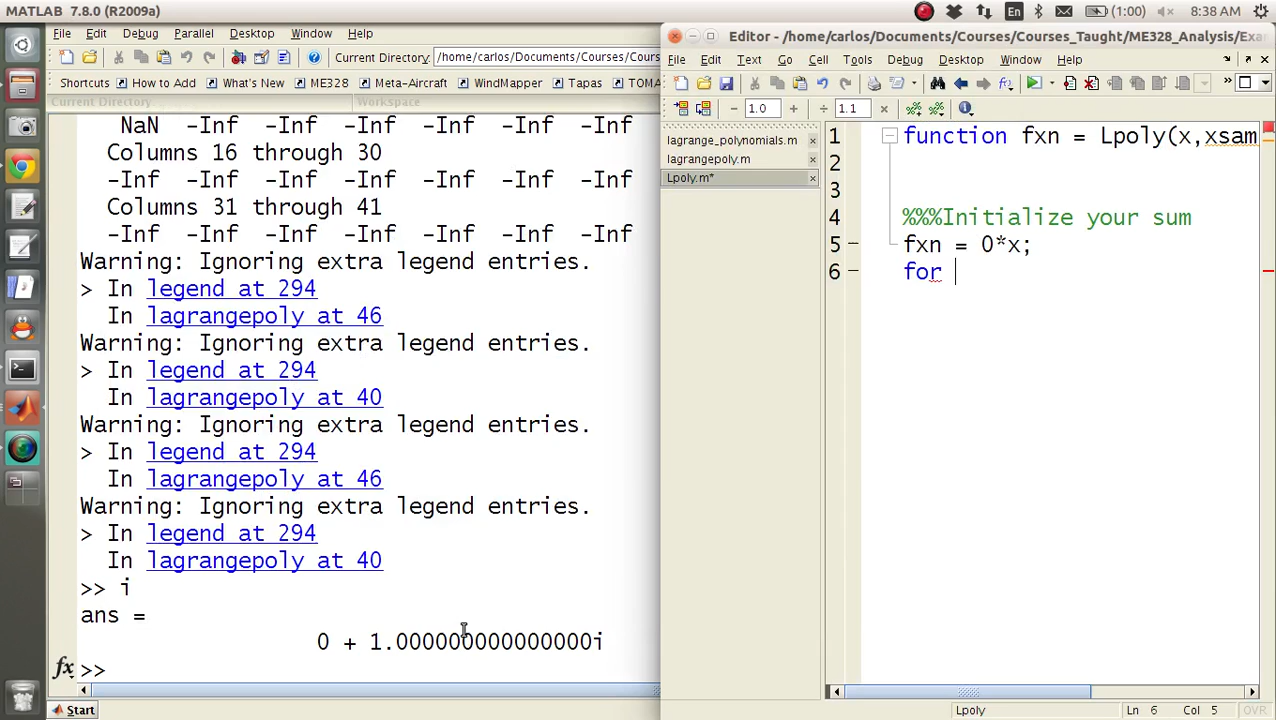 MATLAB 7.8.0 (R2009a)
En
(1:00)
8:38 AM
File Edit Debug Parallel Desktop Window Help
Current Directory: /home/carlos/Documents/Courses/Cours
Shortcuts How to Add What's New ME328 Meta-Aircraft WindMapper Tapas TOMA
Current Directory Workspace
NaN -Inf -Inf -Inf -Inf -Inf -Inf
Columns 16 through 30
-Inf -Inf -Inf -Inf -Inf -Inf -Inf
Columns 31 through 41
-Inf -Inf -Inf -Inf -Inf -Inf -Inf
Warning: Ignoring extra legend entries.
> In legend at 294
In lagrangepoly at 46
Warning: Ignoring extra legend entries.
> In legend at 294
In lagrangepoly at 40
Warning: Ignoring extra legend entries.
> In legend at 294
In lagrangepoly at 46
Warning: Ignoring extra legend entries.
> In legend at 294
In lagrangepoly at 40
>> i
ans =
0 + 1.000000000000000i
fx >>
Start
Editor - /home/carlos/Documents/Courses/Courses_Taught/ME328_Analysis/Exa
File Edit Text Go Cell Tools Debug Desktop Window Help
− 1.0 + ÷ 1.1 ×
lagrange_polynomials.m
lagrangepoly.m
Lpoly.m*
1 function fxn = Lpoly(x,xsam
2
3
4 %%%Initialize your sum
5 fxn = 0*x;
6 for
Lpoly Ln 6 Col 5 OVR